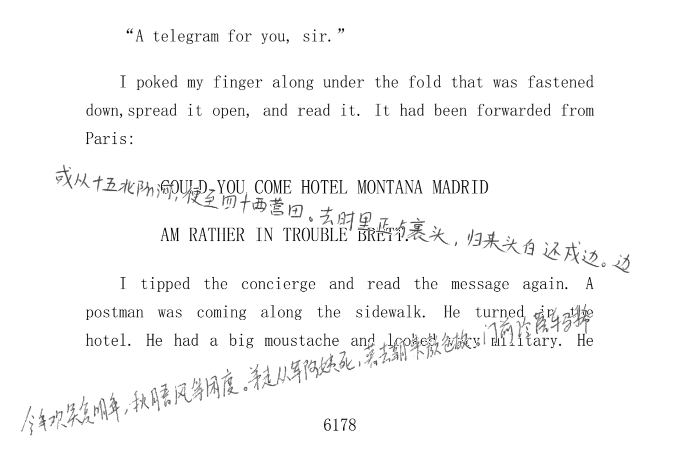 “A telegram for you, sir.”
I poked my finger along under the fold that was fastened
down,spread it open, and read it. It had been forwarded from
Paris:
或从十五北防河,便至四十西营田。去时里正与裹头,归来头白还戍边。边
COULD YOU COME HOTEL MONTANA MADRID
AM RATHER IN TROUBLE BRETT.
I tipped the concierge and read the message again. A
postman was coming along the sidewalk. He turned in the
hotel. He had a big moustache and looked very military. He
今年欢笑复明年,秋月春风等闲度。弟走从军阿姨死,暮去朝来颜色故。门前冷落车马稀
6178